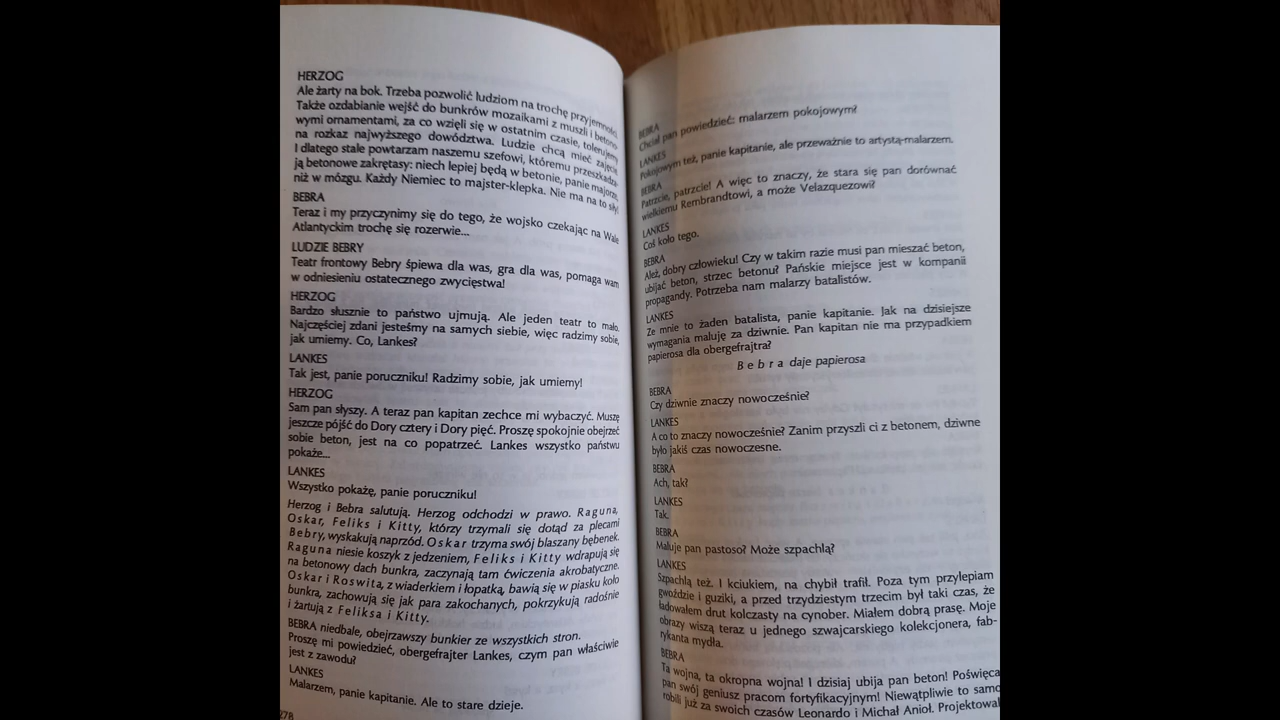 HERZOG
Ale żarty na bok. Trzeba pozwolić ludziom na trochę przyjemności.
Także ozdabianie wejść do bunkrów mozaikami z muszli i betono-
wymi ornamentami, za co wzięli się w ostatnim czasie, tolerujemy
na rozkaz najwyższego dowództwa. Ludzie chcą mieć zajęcie.
I dlatego stale powtarzam naszemu szefowi, któremu przeszkadza-
ją betonowe zakrętasy: niech lepiej będą w betonie, panie majorze,
niż w mózgu. Każdy Niemiec to majster-klepka. Nie ma na to siły!
BEBRA
Teraz i my przyczynimy się do tego, że wojsko czekając na Wale
Atlantyckim trochę się rozerwie...
LUDZIE BEBRY
Teatr frontowy Bebry śpiewa dla was, gra dla was, pomaga wam
w odniesieniu ostatecznego zwycięstwa!
HERZOG
Bardzo słusznie to państwo ujmują. Ale jeden teatr to mało.
Najczęściej zdani jesteśmy na samych siebie, więc radzimy sobie,
jak umiemy. Co, Lankes?
LANKES
Tak jest, panie poruczniku! Radzimy sobie, jak umiemy!
HERZOG
Sam pan słyszy. A teraz pan kapitan zechce mi wybaczyć. Muszę
jeszcze pójść do Dory cztery i Dory pięć. Proszę spokojnie obejrzeć
sobie beton, jest na co popatrzeć. Lankes wszystko państwu
pokaże...
LANKES
Wszystko pokażę, panie poruczniku!
Herzog i Bebra salutują. Herzog odchodzi w prawo. Raguna,
Oskar, Feliks i Kitty, którzy trzymali się dotąd za plecami
Bebry, wyskakują naprzód. Oskar trzyma swój blaszany bębenek.
Raguna niesie koszyk z jedzeniem, Feliks i Kitty wdrapują się
na betonowy dach bunkra, zaczynają tam ćwiczenia akrobatyczne.
Oskar i Roswita, z wiaderkiem i łopatką, bawią się w piasku koło
bunkra, zachowują się jak para zakochanych, pokrzykują radośnie
i żartują z Feliksa i Kitty.
BEBRA niedbale, obejrzawszy bunkier ze wszystkich stron.
Proszę mi powiedzieć, obergefrajter Lankes, czym pan właściwie
jest z zawodu?
LANKES
Malarzem, panie kapitanie. Ale to stare dzieje.
278
BEBRA
Chciał pan powiedzieć: malarzem pokojowym?
LANKES
Pokojowym też, panie kapitanie, ale przeważnie to artystą-malarzem.
BEBRA
Patrzcie, patrzcie! A więc to znaczy, że stara się pan dorównać
wielkiemu Rembrandtowi, a może Velazquezowi?
LANKES
Coś koło tego.
BEBRA
Ależ, dobry człowieku! Czy w takim razie musi pan mieszać beton,
ubijać beton, strzec betonu? Pańskie miejsce jest w kompanii
propagandy. Potrzeba nam malarzy batalistów.
LANKES
Ze mnie to żaden batalista, panie kapitanie. Jak na dzisiejsze
wymagania maluję za dziwnie. Pan kapitan nie ma przypadkiem
papierosa dla obergefrajtra?
Bebra daje papierosa
BEBRA
Czy dziwnie znaczy nowocześnie?
LANKES
A co to znaczy nowocześnie? Zanim przyszli ci z betonem, dziwne
było jakiś czas nowoczesne.
BEBRA
Ach, tak?
LANKES
Tak.
BEBRA
Maluje pan pastoso? Może szpachlą?
LANKES
Szpachlą też. I kciukiem, na chybił trafił. Poza tym przylepiam
gwoździe i guziki, a przed trzydziestym trzecim był taki czas, że
ładowałem drut kolczasty na cynober. Miałem dobrą prasę. Moje
obrazy wiszą teraz u jednego szwajcarskiego kolekcjonera, fab-
rykanta mydła.
BEBRA
Ta wojna, ta okropna wojna! I dzisiaj ubija pan beton! Poświęca
pan swój geniusz pracom fortyfikacyjnym! Niewątpliwie to samo
robili już za swoich czasów Leonardo i Michał Anioł. Projektowal